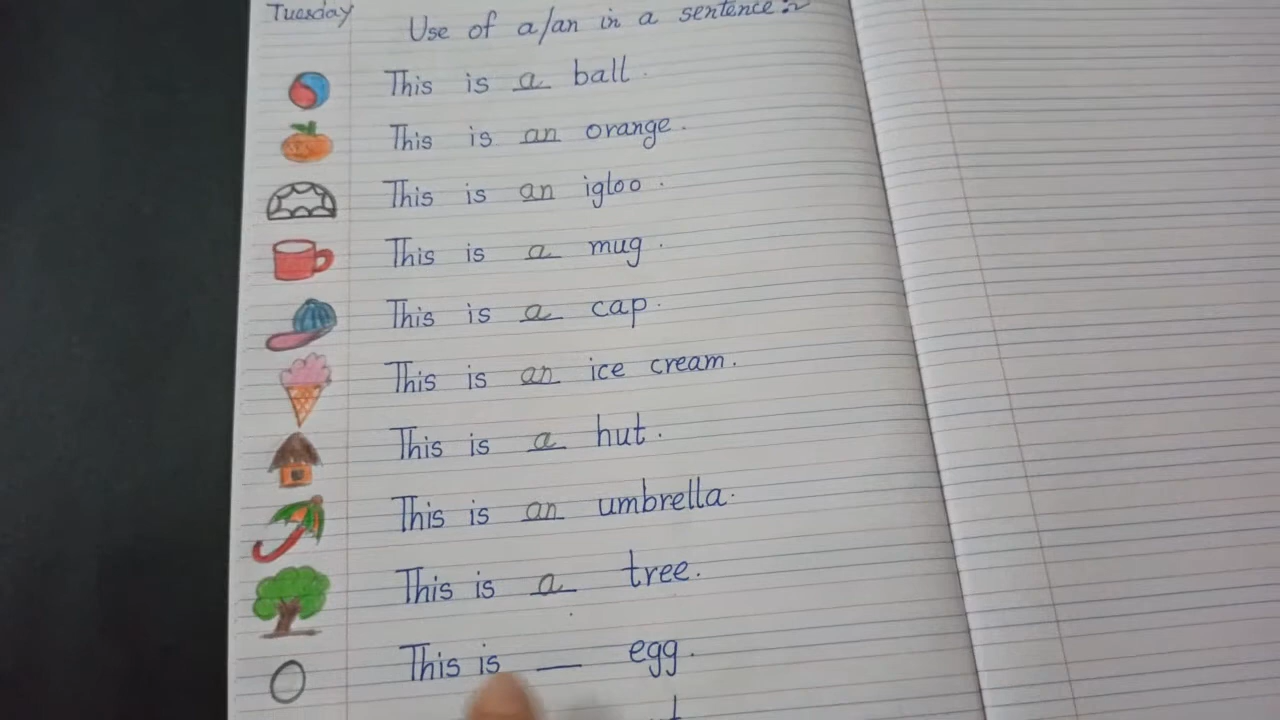 Tuesday
Use of a/an in a sentence:~
This is a ball.
This is an orange.
This is an igloo.
This is a mug.
This is a cap.
This is an ice cream.
This is a hut.
This is an umbrella.
This is a tree.
This is __ egg.